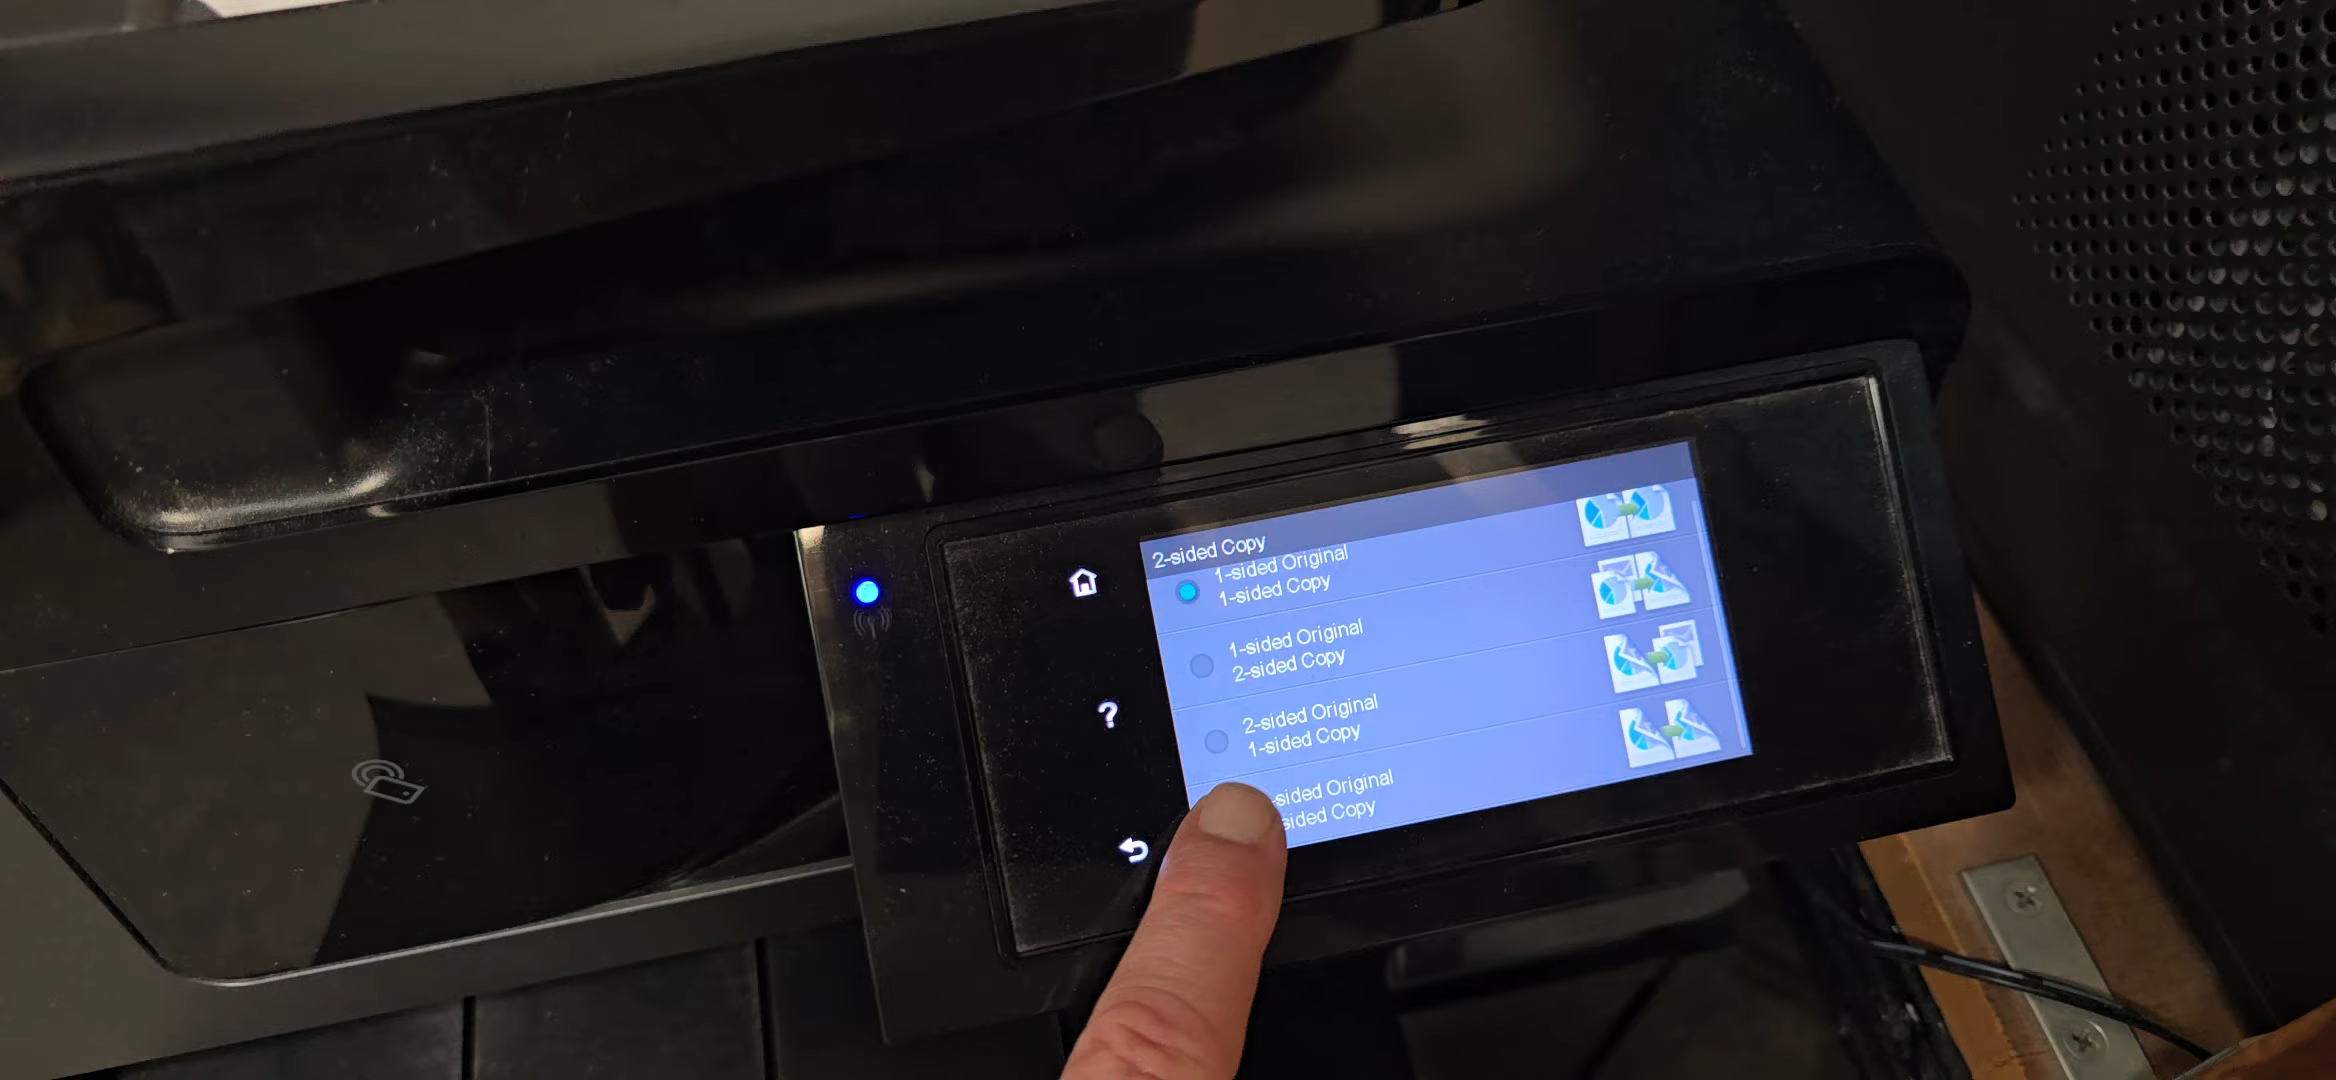 2-sided Copy
1-sided Original
1-sided Copy
1-sided Original
2-sided Copy
2-sided Original
1-sided Copy
-sided Original
sided Copy